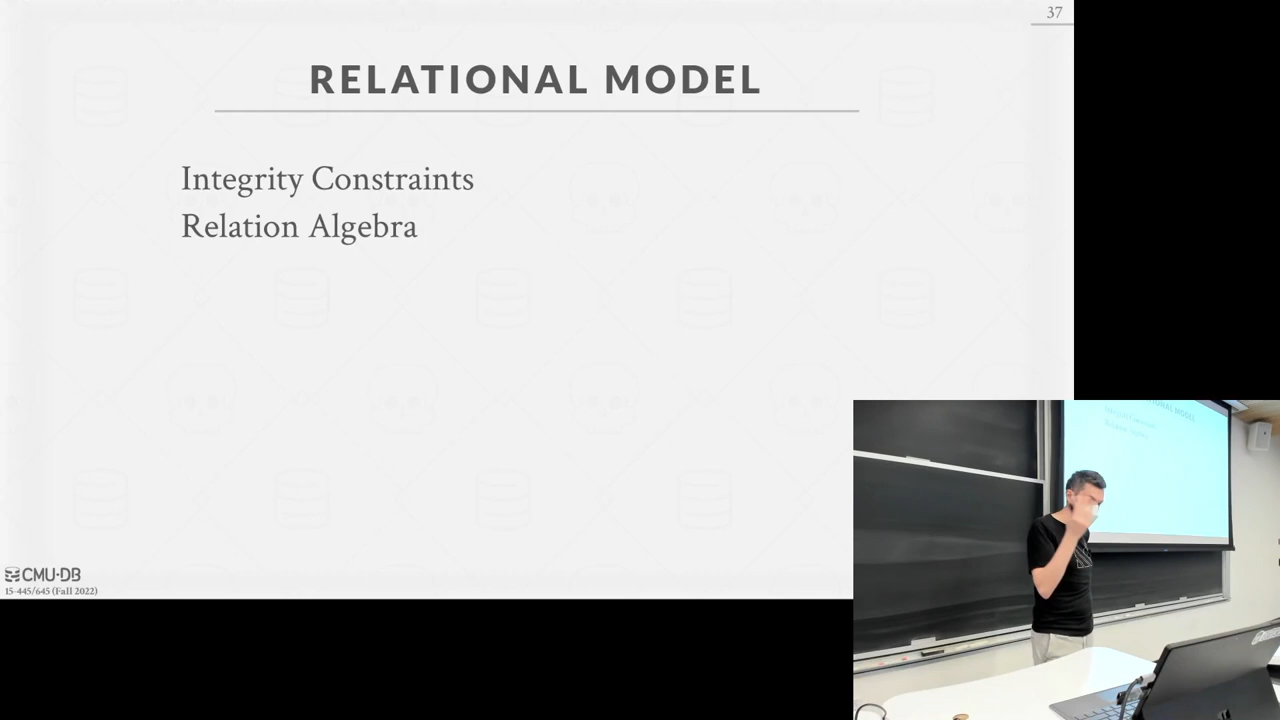 37
RELATIONAL MODEL
Integrity Constraints
Relation Algebra
CMU·DB
15-445/645 (Fall 2022)